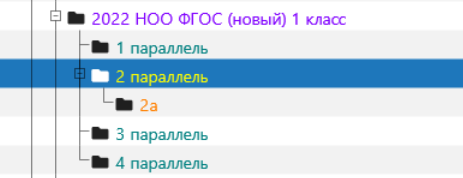 2022 НОО ФГОС (новый) 1 класс
1 параллель
2 параллель
2а
3 параллель
4 параллель